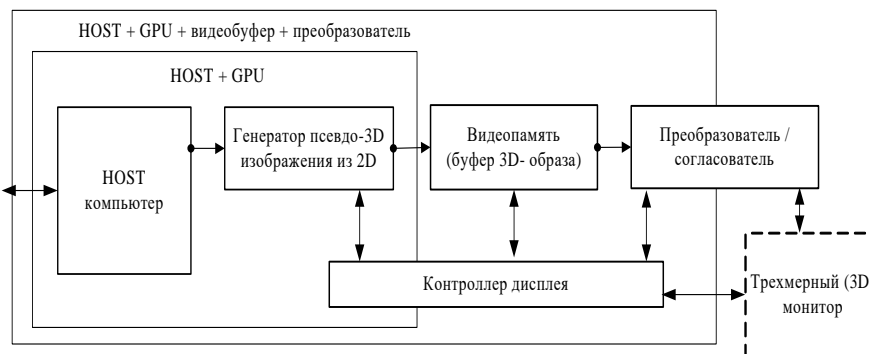 HOST + GPU + видеобуфер + преобразователь
HOST + GPU
HOST
компьютер
Генератор псевдо-3D
изображения из 2D
Видеопамять
(буфер 3D- образа)
Преобразователь /
согласователь
Контроллер дисплея
Трехмерный (3D
монитор